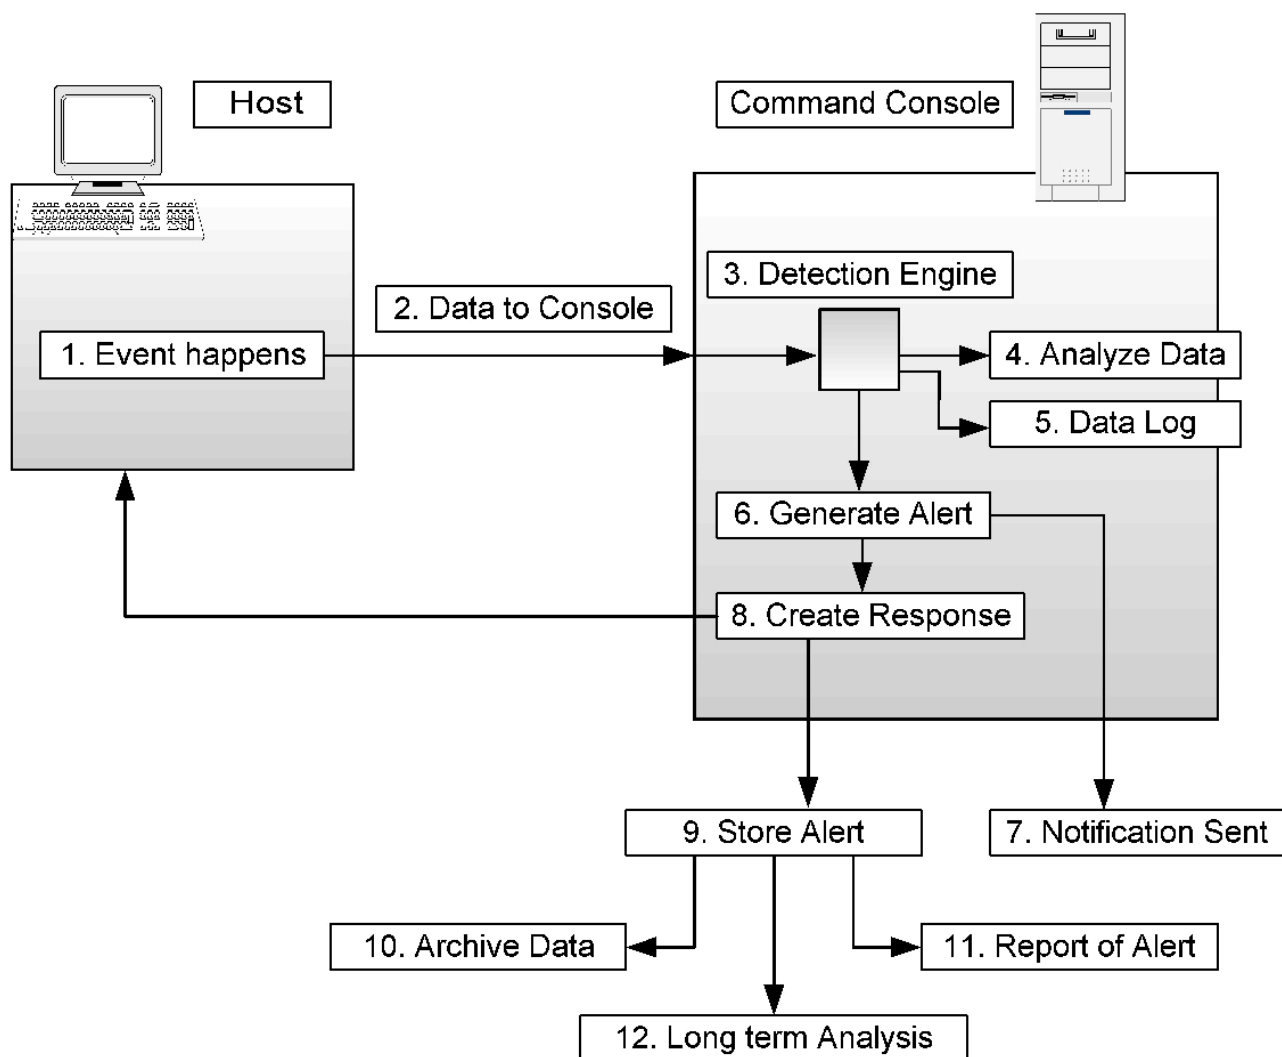 Host
Command Console
3. Detection Engine
2. Data to Console
1. Event happens
4. Analyze Data
5. Data Log
6. Generate Alert
8. Create Response
9. Store Alert
7. Notification Sent
10. Archive Data
11. Report of Alert
12. Long term Analysis